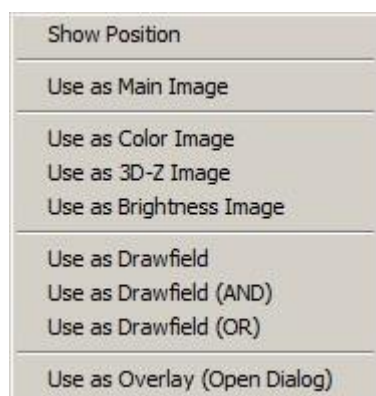 Show Position
Use as Main Image
Use as Color Image
Use as 3D-Z Image
Use as Brightness Image
Use as Drawfield
Use as Drawfield (AND)
Use as Drawfield (OR)
Use as Overlay (Open Dialog)